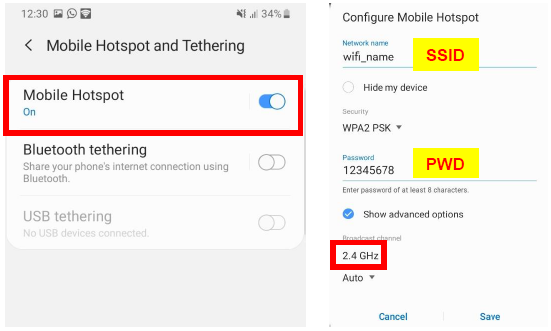 12:30 34%
Mobile Hotspot and Tethering
Mobile Hotspot
On
Bluetooth tethering
Share your phone's internet connection using
Bluetooth.
USB tethering
No USB devices connected.
Configure Mobile Hotspot
Network name
wifi_name SSID
Hide my device
Security
WPA2 PSK
Password
12345678 PWD
Enter password of at least 8 characters.
Show advanced options
Broadcast channel
2.4 GHz
Auto
Cancel Save